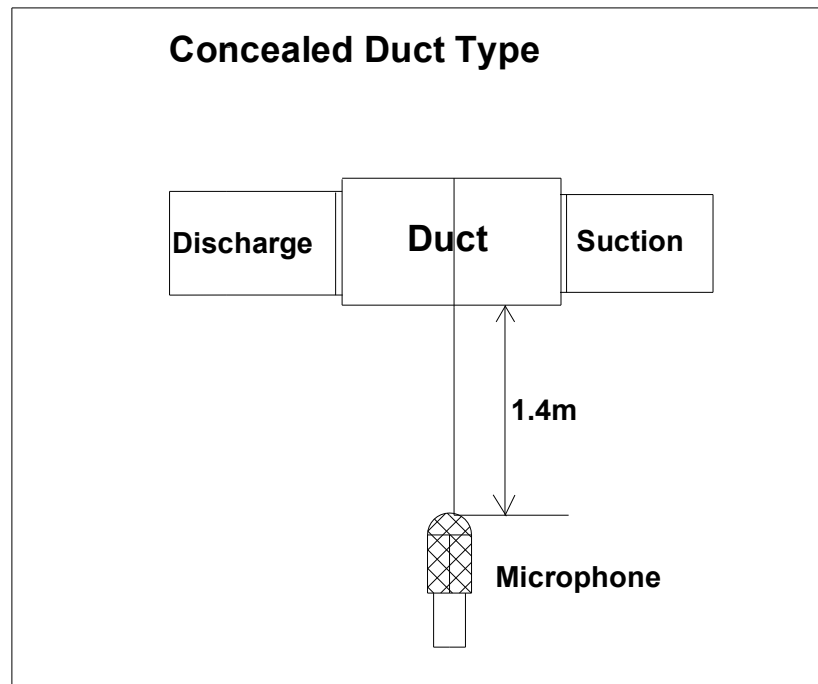 Concealed Duct Type
Discharge
Duct
Suction
1.4m
Microphone